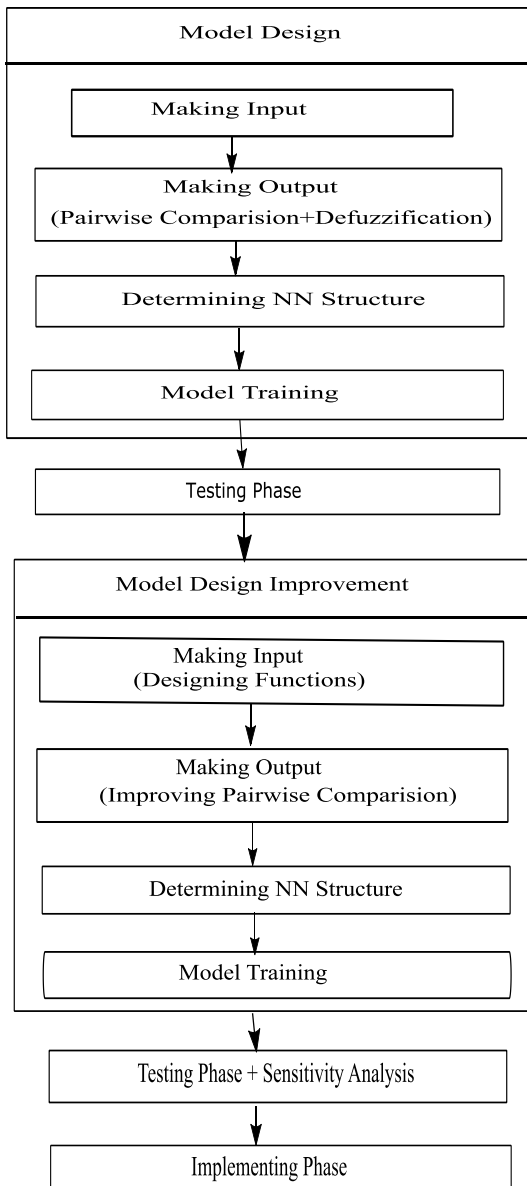 Model Design
Making Input
Making Output
(Pairwise Comparision+Defuzzification)
Determining NN Structure
Model Training
Testing Phase
Model Design Improvement
Making Input
(Designing Functions)
Making Output
(Improving Pairwise Comparision)
Determining NN Structure
Model Training
Testing Phase + Sensitivity Analysis
Implementing Phase